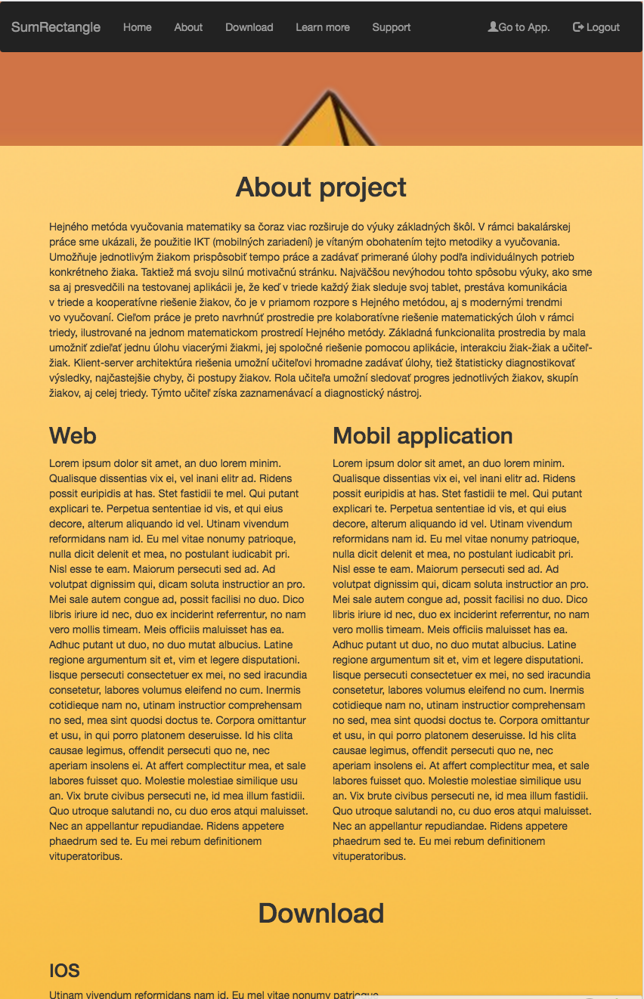 SumRectangle Home About Download Learn more Support Go to App. Logout
About project
Hejného metóda vyučovania matematiky sa čoraz viac rozširuje do výuky základných škôl. V rámci bakalárskej
práce sme ukázali, že použitie IKT (mobilných zariadení) je vítaným obohatením tejto metodiky a vyučovania.
Umožňuje jednotlivým žiakom prispôsobiť tempo práce a zadávať primerané úlohy podľa individuálnych potrieb
konkrétneho žiaka. Taktiež má svoju silnú motivačnú stránku. Najväčšou nevýhodou tohto spôsobu výuky, ako sme
sa aj presvedčili na testovanej aplikácii je, že keď v triede každý žiak sleduje svoj tablet, prestáva komunikácia
v triede a kooperatívne riešenie žiakov, čo je v priamom rozpore s Hejného metódou, aj s modernými trendmi
vo vyučovaní. Cieľom práce je preto navrhnúť prostredie pre kolaboratívne riešenie matematických úloh v rámci
triedy, ilustrované na jednom matematickom prostredí Hejného metódy. Základná funkcionalita prostredia by mala
umožniť zdieľať jednu úlohu viacerými žiakmi, jej spoločné riešenie pomocou aplikácie, interakciu žiak-žiak a učiteľ-
žiak. Klient-server architektúra riešenia umožní učiteľovi hromadne zadávať úlohy, tiež štatisticky diagnostikovať
výsledky, najčastejšie chyby, či postupy žiakov. Rola učiteľa umožní sledovať progres jednotlivých žiakov, skupín
žiakov, aj celej triedy. Týmto učiteľ získa zaznamenávací a diagnostický nástroj.
Web
Lorem ipsum dolor sit amet, an duo lorem minim.
Qualisque dissentias vix ei, vel inani elitr ad. Ridens
possit euripidis at has. Stet fastidii te mel. Qui putant
explicari te. Perpetua sententiae id vis, et qui eius
decore, alterum aliquando id vel. Utinam vivendum
reformidans nam id. Eu mel vitae nonumy patrioque,
nulla dicit delenit et mea, no postulant iudicabit pri.
Nisl esse te eam. Maiorum persecuti sed ad. Ad
volutpat dignissim qui, dicam soluta instructior an pro.
Mei sale autem congue ad, possit facilisi no duo. Dico
libris iriure id nec, duo ex inciderint referrentur, no nam
vero mollis timeam. Meis officiis maluisset has ea.
Adhuc putant ut duo, no duo mutat albucius. Latine
regione argumentum sit et, vim et legere disputationi.
Iisque persecuti consectetuer ex mei, no sed iracundia
consetetur, labores volumus eleifend no cum. Inermis
cotidieque nam no, utinam instructior comprehensam
no sed, mea sint quodsi doctus te. Corpora omittantur
et usu, in qui porro platonem deseruisse. Id his clita
causae legimus, offendit persecuti quo ne, nec
aperiam insolens ei. At affert complectitur mea, et sale
labores fuisset quo. Molestie molestiae similique usu
an. Vix brute civibus persecuti ne, id mea illum fastidii.
Quo utroque salutandi no, cu duo eros atqui maluisset.
Nec an appellantur repudiandae. Ridens appetere
phaedrum sed te. Eu mei rebum definitionem
vituperatoribus.
Mobil application
Lorem ipsum dolor sit amet, an duo lorem minim.
Qualisque dissentias vix ei, vel inani elitr ad. Ridens
possit euripidis at has. Stet fastidii te mel. Qui putant
explicari te. Perpetua sententiae id vis, et qui eius
decore, alterum aliquando id vel. Utinam vivendum
reformidans nam id. Eu mel vitae nonumy patrioque,
nulla dicit delenit et mea, no postulant iudicabit pri.
Nisl esse te eam. Maiorum persecuti sed ad. Ad
volutpat dignissim qui, dicam soluta instructior an pro.
Mei sale autem congue ad, possit facilisi no duo. Dico
libris iriure id nec, duo ex inciderint referrentur, no nam
vero mollis timeam. Meis officiis maluisset has ea.
Adhuc putant ut duo, no duo mutat albucius. Latine
regione argumentum sit et, vim et legere disputationi.
Iisque persecuti consectetuer ex mei, no sed iracundia
consetetur, labores volumus eleifend no cum. Inermis
cotidieque nam no, utinam instructior comprehensam
no sed, mea sint quodsi doctus te. Corpora omittantur
et usu, in qui porro platonem deseruisse. Id his clita
causae legimus, offendit persecuti quo ne, nec
aperiam insolens ei. At affert complectitur mea, et sale
labores fuisset quo. Molestie molestiae similique usu
an. Vix brute civibus persecuti ne, id mea illum fastidii.
Quo utroque salutandi no, cu duo eros atqui maluisset.
Nec an appellantur repudiandae. Ridens appetere
phaedrum sed te. Eu mei rebum definitionem
vituperatoribus.
Download
IOS
Utinam vivendum reformidans nam id. Eu mel vitae nonumy patrioque